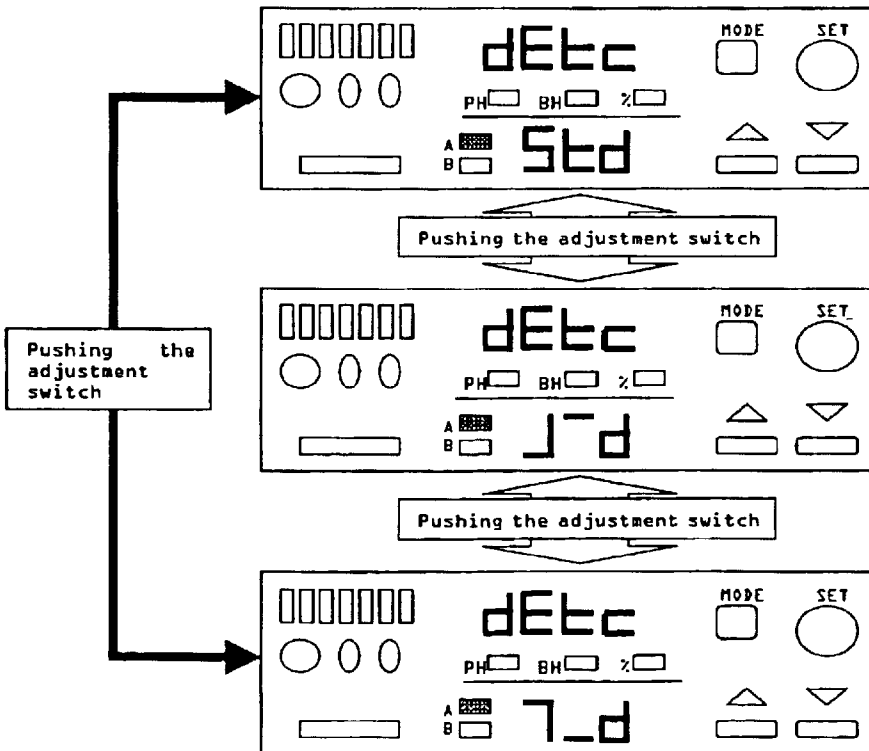 MODE SET
dEtc
PH BH %
A
B Std
Pushing the adjustment switch
MODE SET
dEtc
PH BH %
Pushing the
adjustment
switch
A
B
Pushing the adjustment switch
MODE SET
dEtc
PH BH %
A
B